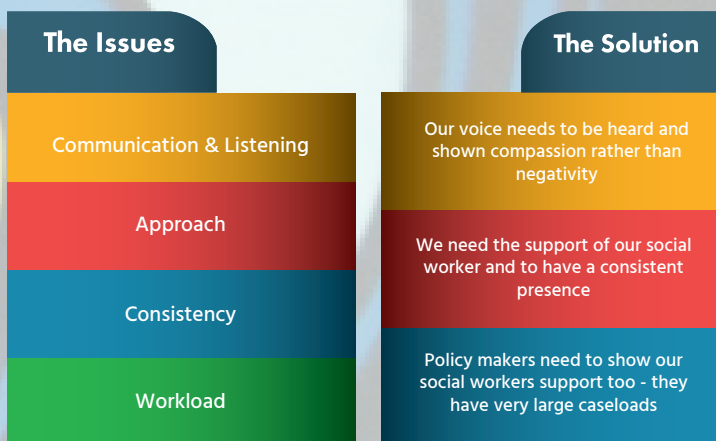 The Issues
Communication & Listening
Approach
Consistency
Workload
The Solution
Our voice needs to be heard and
shown compassion rather than
negativity
We need the support of our social
worker and to have a consistent
presence
Policy makers need to show our
social workers support too - they
have very large caseloads